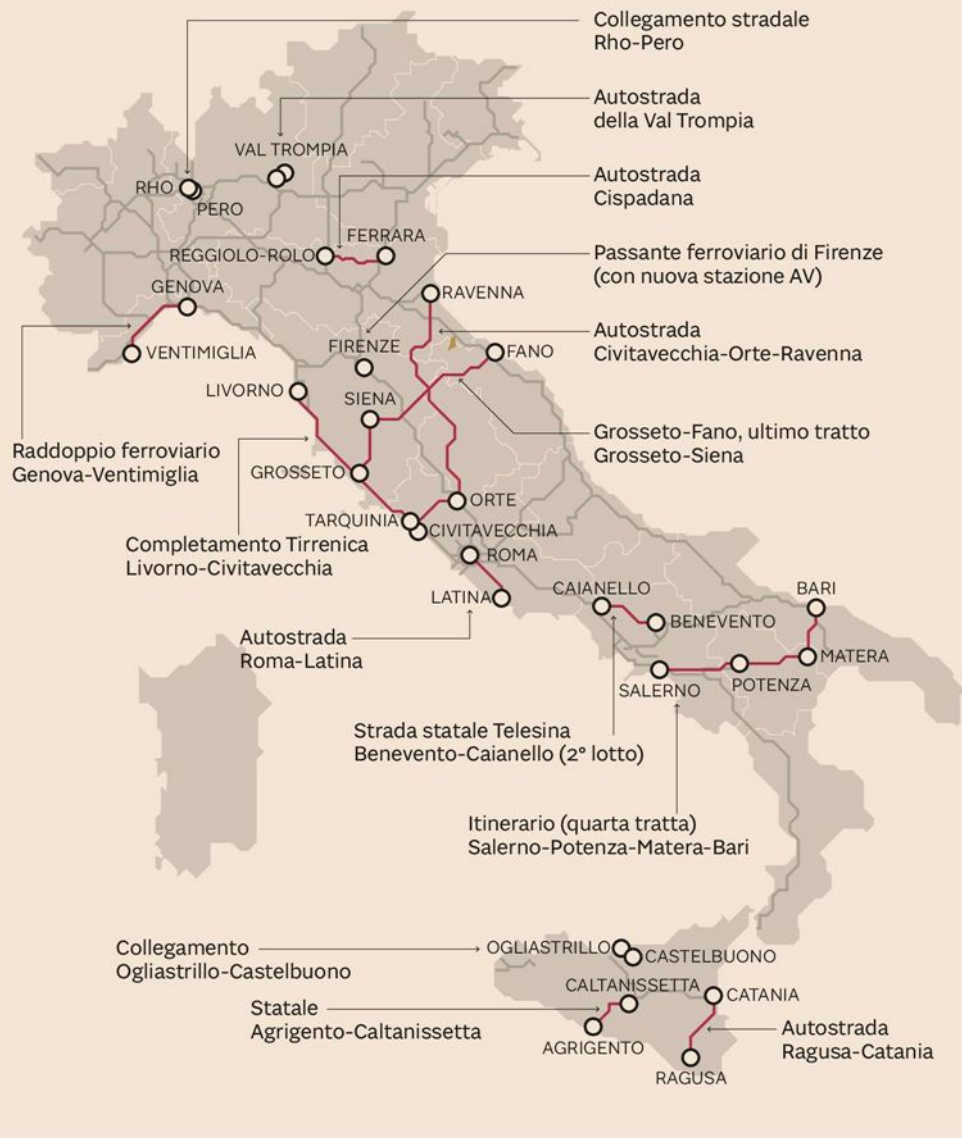 Collegamento stradale
Rho-Pero
Autostrada
della Val Trompia
VAL TROMPIA
RHO
PERO
Autostrada
Cispadana
FERRARA
REGGIOLO-ROLO
Passante ferroviario di Firenze
(con nuova stazione AV)
GENOVA
RAVENNA
Autostrada
Civitavecchia-Orte-Ravenna
FIRENZE
FANO
VENTIMIGLIA
LIVORNO
SIENA
Grosseto-Fano, ultimo tratto
Grosseto-Siena
Raddoppio ferroviario
Genova-Ventimiglia
GROSSETO
ORTE
TARQUINIA
CIVITAVECCHIA
Completamento Tirrenica
Livorno-Civitavecchia
ROMA
LATINA
CAIANELLO
BARI
BENEVENTO
Autostrada
Roma-Latina
MATERA
POTENZA
SALERNO
Strada statale Telesina
Benevento-Caianello (2° lotto)
Itinerario (quarta tratta)
Salerno-Potenza-Matera-Bari
Collegamento
Ogliastrillo-Castelbuono
OGLIASTRILLO
CASTELBUONO
CALTANISSETTA
CATANIA
Statale
Agrigento-Caltanissetta
AGRIGENTO
Autostrada
Ragusa-Catania
RAGUSA